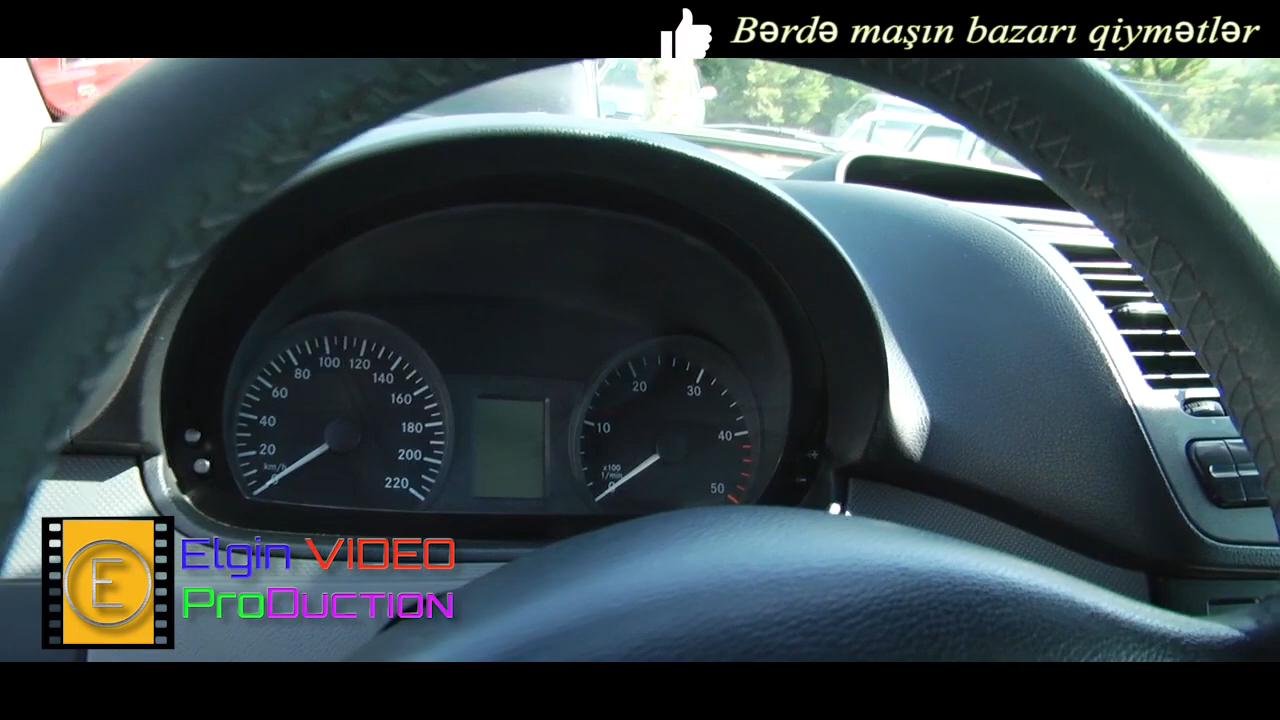 Bərdə maşın bazarı qiymətlər
0 20 40 60 80 100 120 140 160 180 200 220
km/h
0 10 20 30 40 50
x100
1/min
+
-
E
Elgin VIDEO
ProDuction